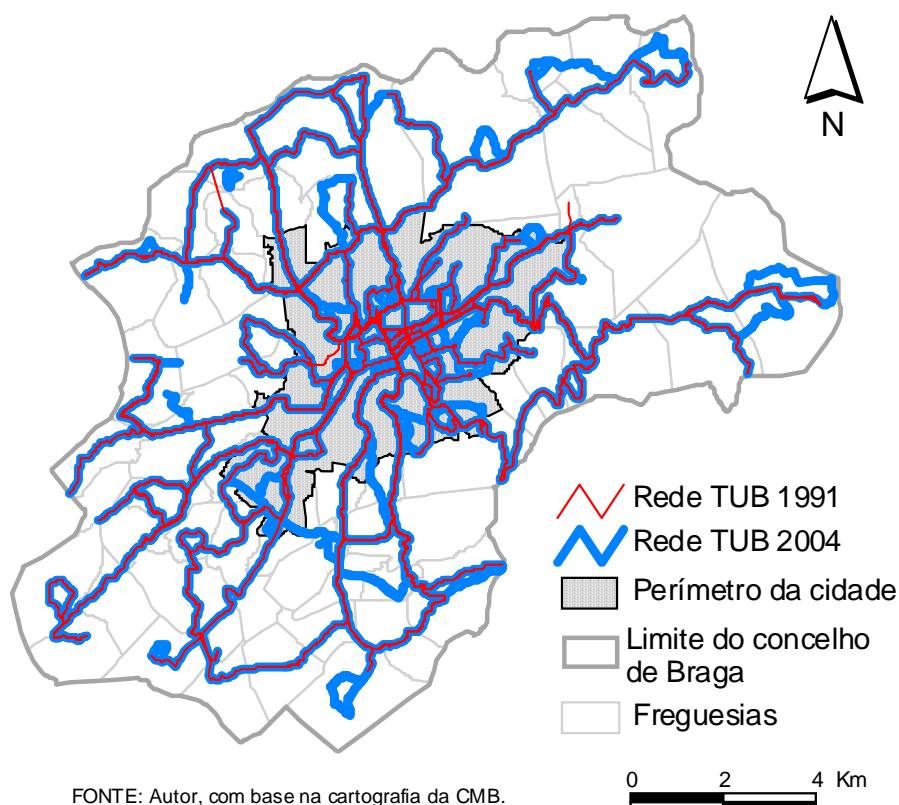 N
Rede TUB 1991
Rede TUB 2004
Perímetro da cidade
Limite do concelho
de Braga
Freguesias
0 2 4 Km
FONTE: Autor, com base na cartografia da CMB.